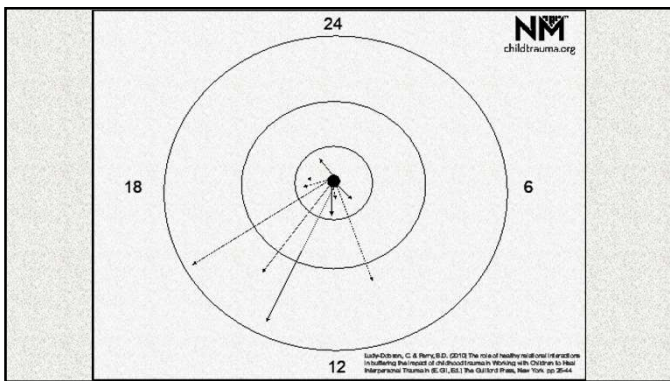 24
NM
childtrauma.org
18
6
12
Ludy-Dobson, C. & Perry, B.D. (2010) The role of healthy relational interactions
in buffering the impact of childhood trauma in Working with Children to Heal
Interpersonal Trauma in (E. Gil, Ed.) The Guilford Press, New York pp 26-44